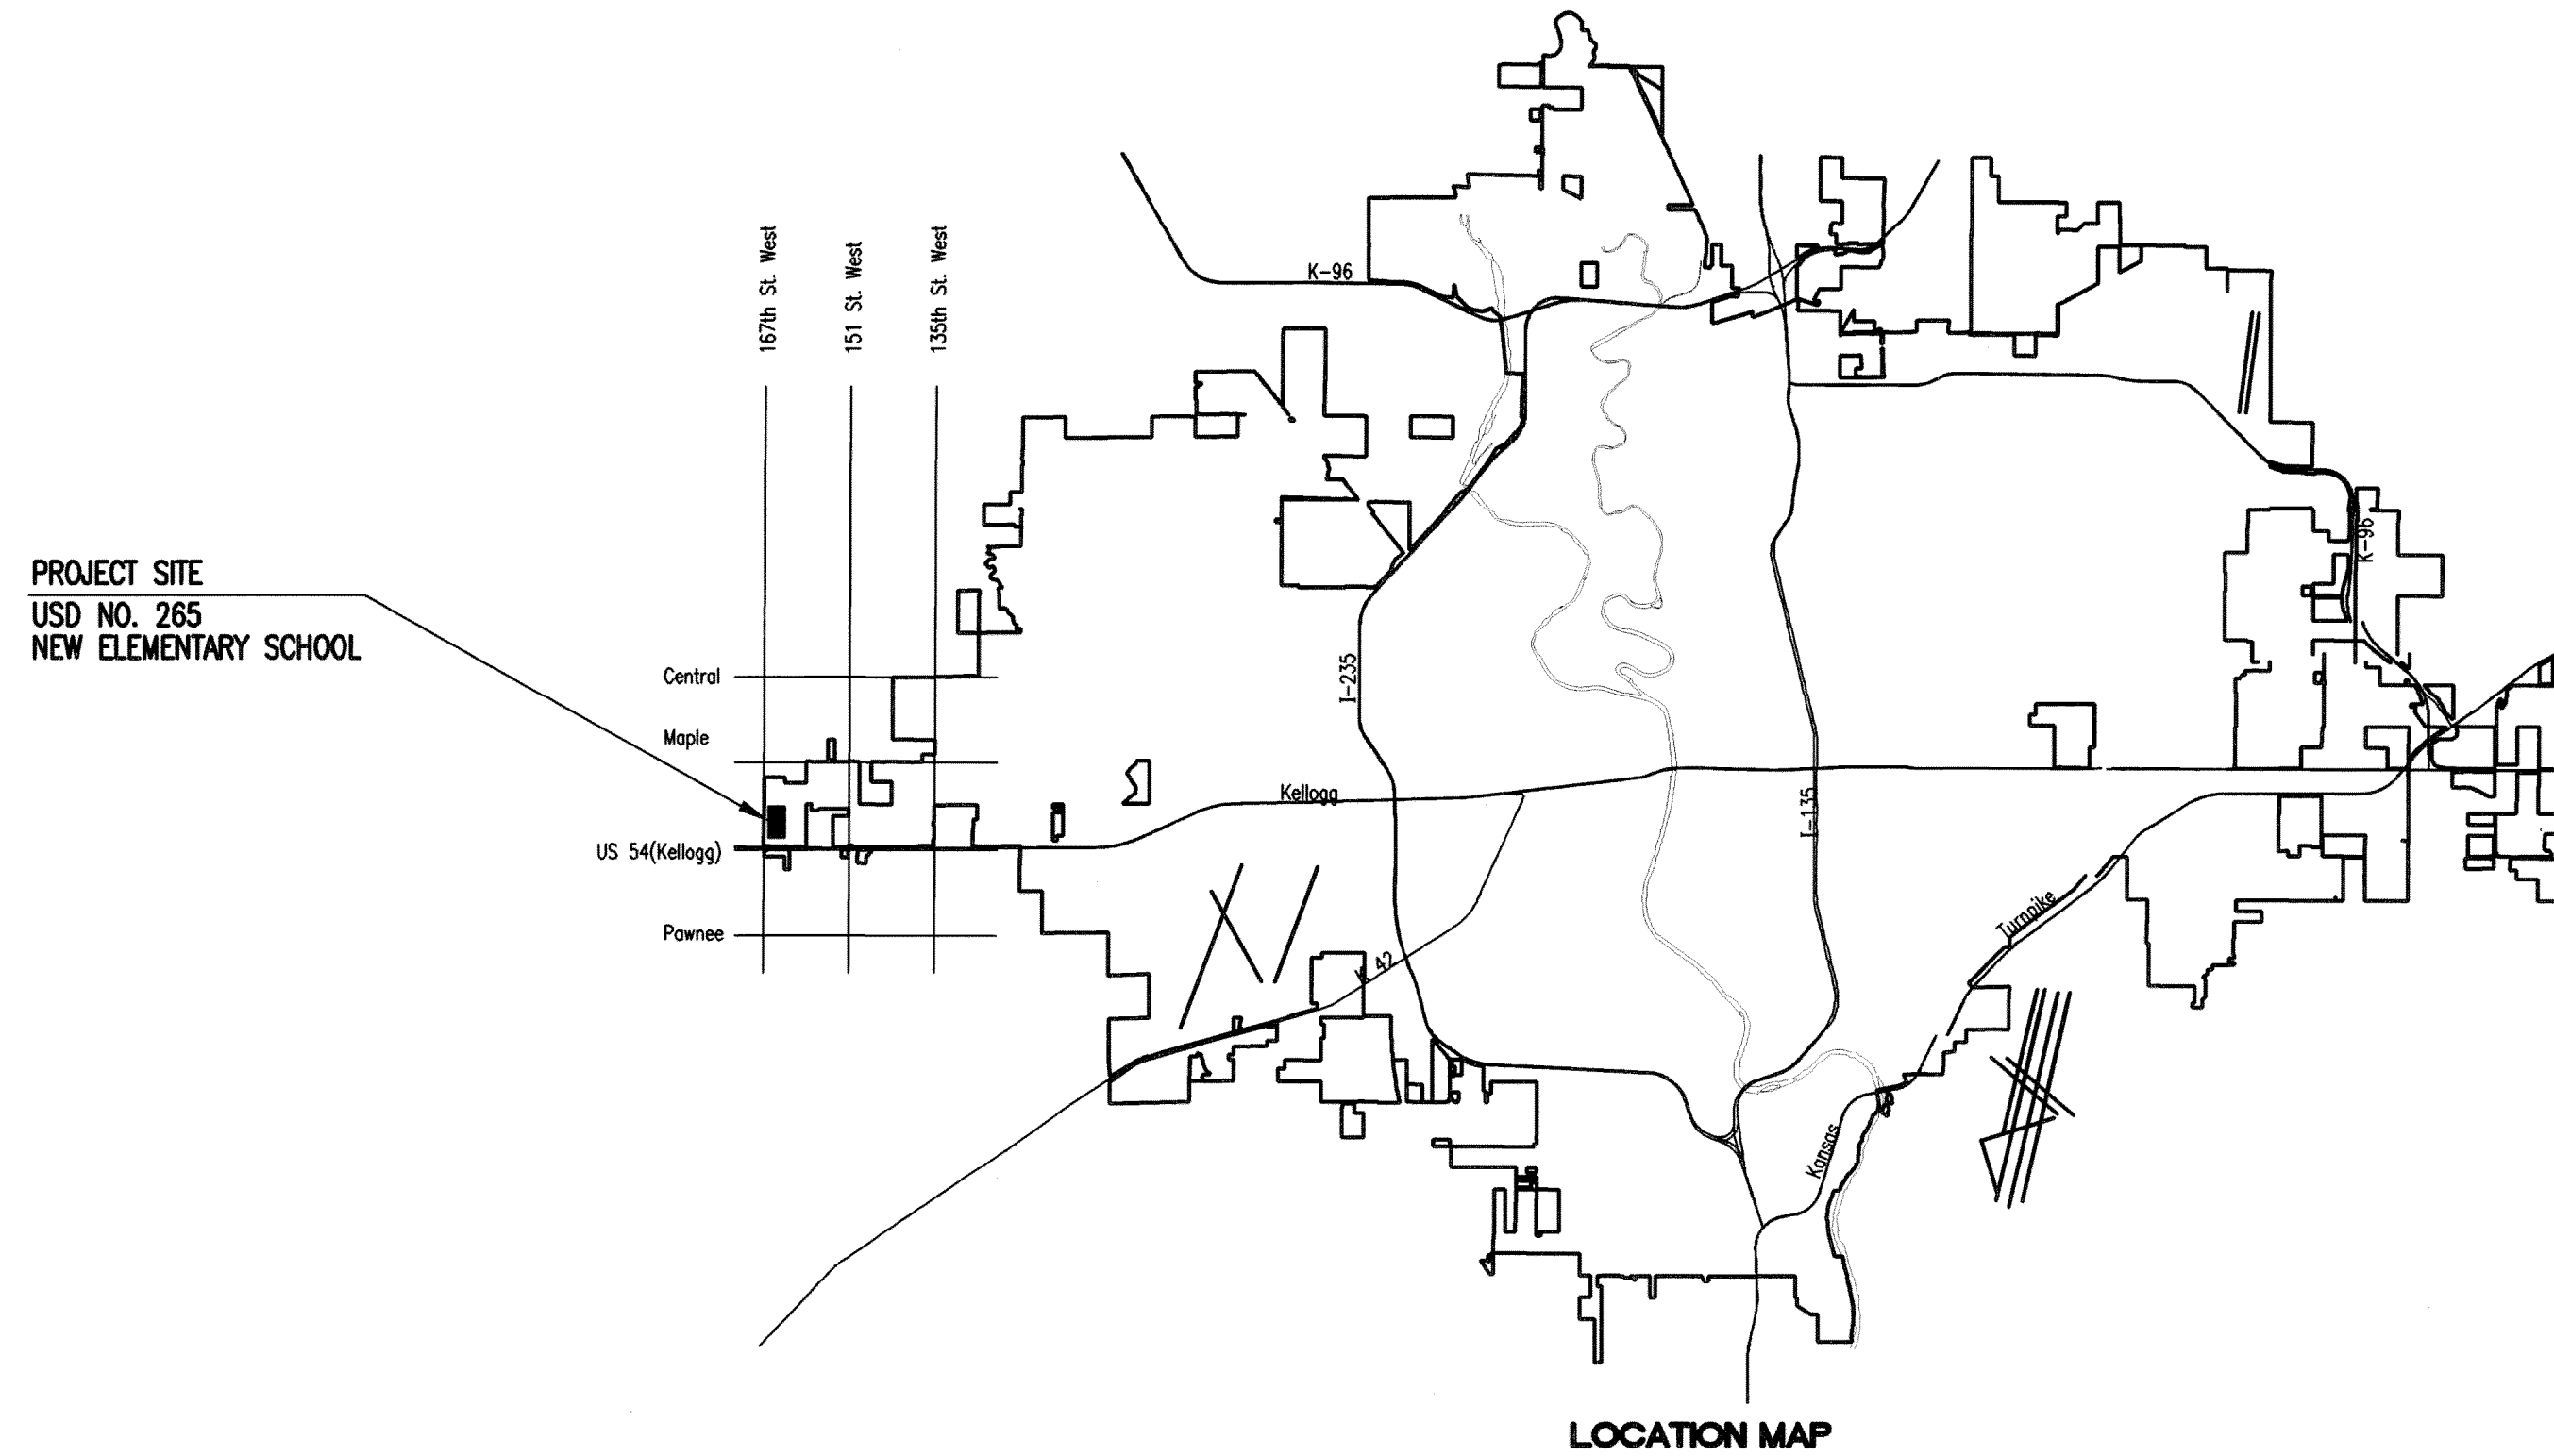 167th St. West
151 St. West
135th St. West
K-96
PROJECT SITE
USD NO. 265
NEW ELEMENTARY SCHOOL
K-96
Central
I-235
Maple
Kellogg
I-135
US 54(Kellogg)
Turnpike
Pawnee
K 42
Kansas
LOCATION MAP